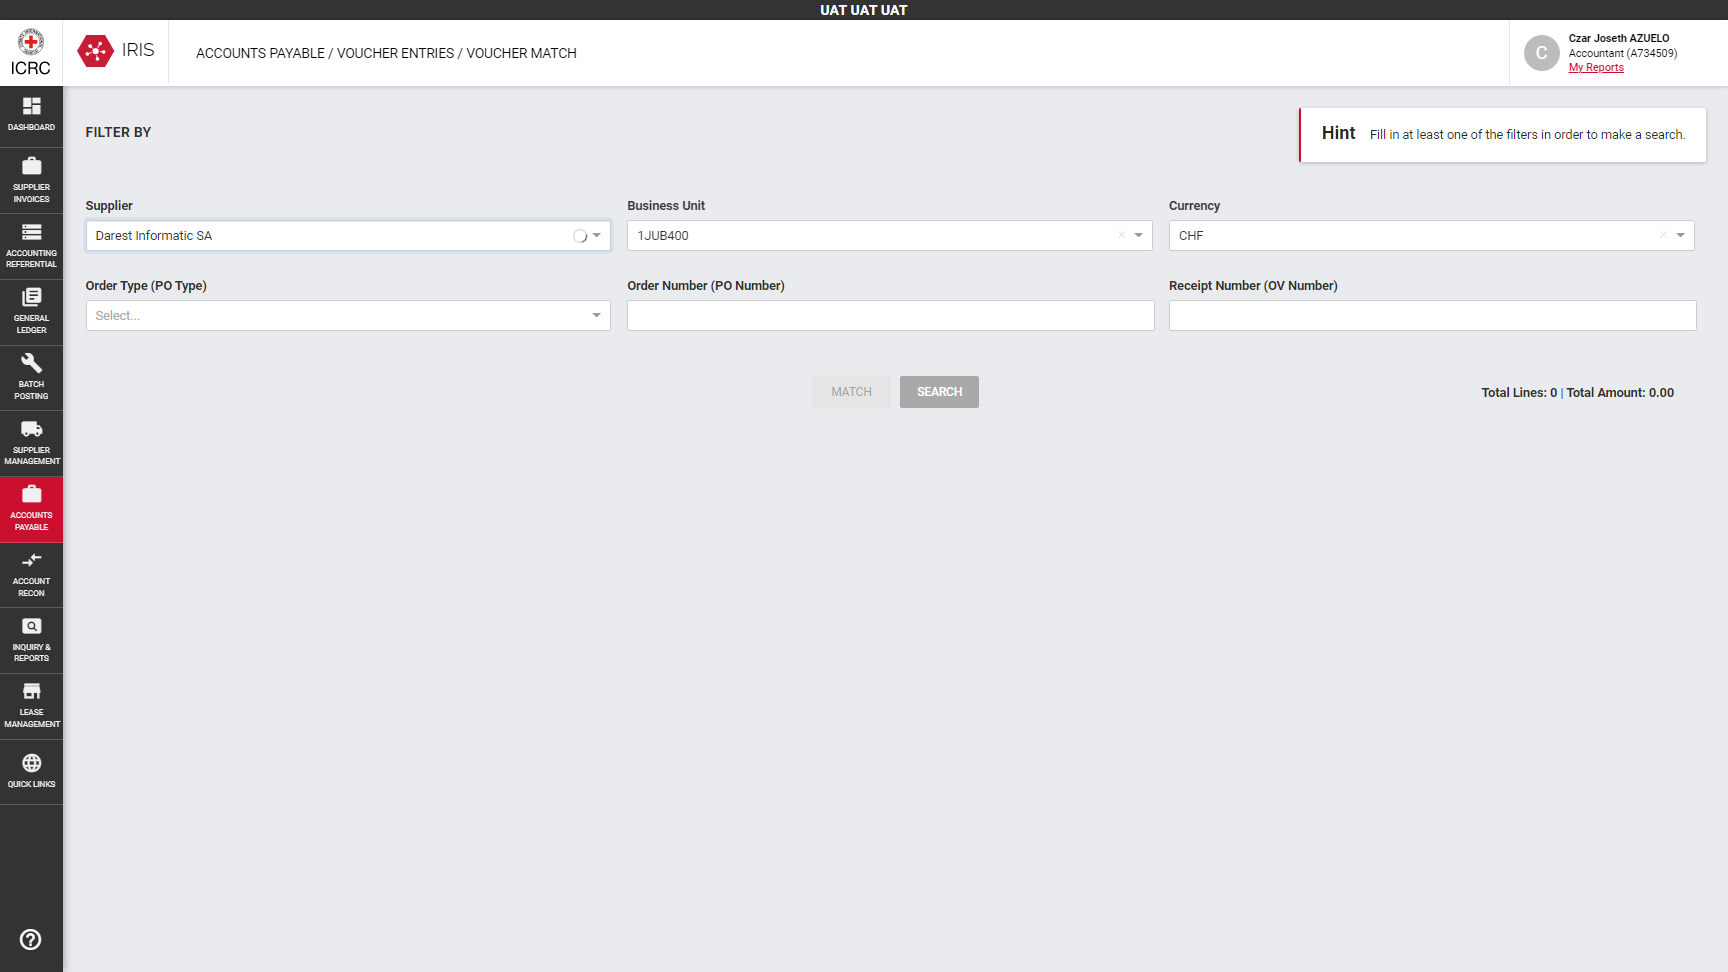 UAT UAT UAT
ICRC
IRIS
ACCOUNTS PAYABLE / VOUCHER ENTRIES / VOUCHER MATCH
C
Czar Joseth AZUELO
Accountant (A734509)
My Reports
DASHBOARD
SUPPLIER
INVOICES
ACCOUNTING
REFERENTIAL
GENERAL
LEDGER
BATCH
POSTING
SUPPLIER
MANAGEMENT
ACCOUNTS
PAYABLE
ACCOUNT
RECON
INQUIRY &
REPORTS
LEASE
MANAGEMENT
QUICK LINKS
FILTER BY
Hint Fill in at least one of the filters in order to make a search.
Supplier
Darest Informatic SA
Business Unit
1JUB400
Currency
CHF
Order Type (PO Type)
Select...
Order Number (PO Number)
Receipt Number (OV Number)
MATCH
SEARCH
Total Lines: 0 | Total Amount: 0.00